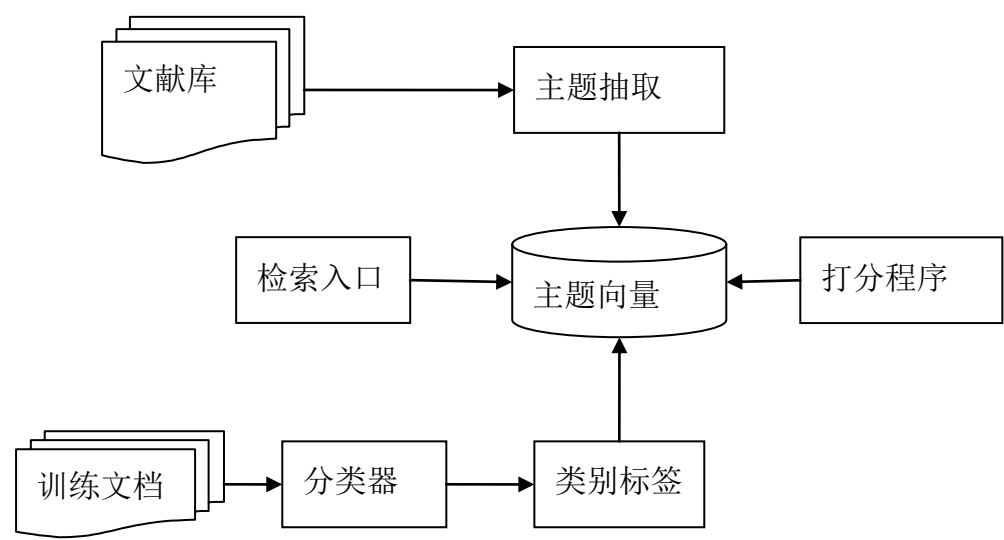 文献库
主题抽取
检索入口
主题向量
打分程序
训练文档
分类器
类别标签